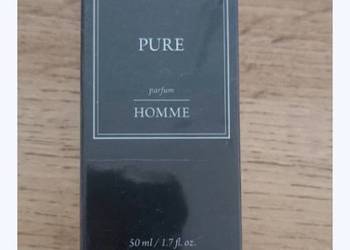 PURE
parfum
HOMME
50 ml / 1.7 fl. oz.